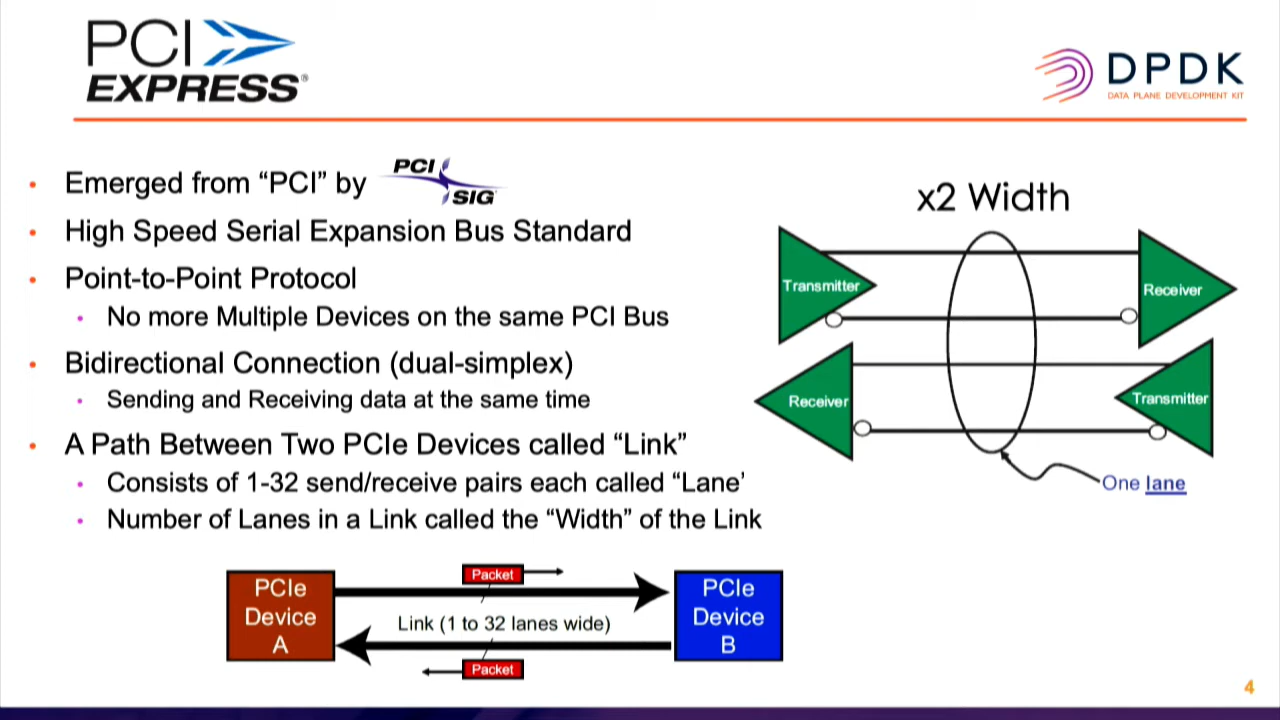 PCI
EXPRESS®
DPDK
DATA PLANE DEVELOPMENT KIT
• Emerged from “PCI” by PCI SIG
• High Speed Serial Expansion Bus Standard
• Point-to-Point Protocol
• No more Multiple Devices on the same PCI Bus
• Bidirectional Connection (dual-simplex)
• Sending and Receiving data at the same time
• A Path Between Two PCIe Devices called “Link”
• Consists of 1-32 send/receive pairs each called “Lane’
• Number of Lanes in a Link called the “Width” of the Link
x2 Width
Transmitter
Receiver
Receiver
Transmitter
One lane
PCIe
Device
A
Packet
Link (1 to 32 lanes wide)
Packet
PCIe
Device
B
4